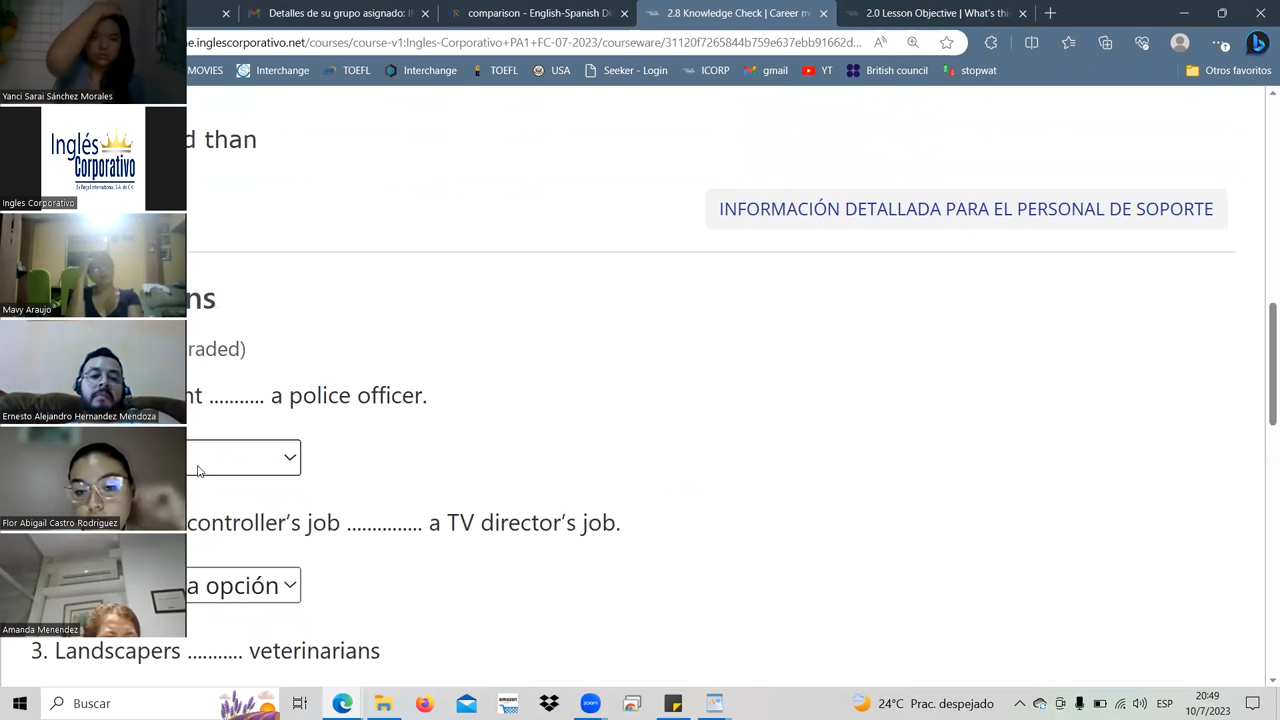 Detalles de su grupo asignado: I
comparison - English-Spanish D
2.8 Knowledge Check | Career m
2.0 Lesson Objective | What's thi
e.inglescorporativo.net/courses/course-v1:Ingles-Corporativo+PA1+FC-07-2023/courseware/31120f7265844b759e637ebb91662d...
MOVIES
Interchange
TOEFL
Interchange
TOEFL
USA
Seeker - Login
ICORP
gmail
YT
British council
stopwat
Otros favoritos
Yanci Sarai Sánchez Morales
Inglés
Corporativo
Ingles Corporativo
Mavy Araujo
Ernesto Alejandro Hernandez Mendoza
Flor Abigail Castro Rodriguez
Amanda Menendez
d than
INFORMACIÓN DETALLADA PARA EL PERSONAL DE SOPORTE
ns
raded)
nt ........... a police officer.
controller's job .............. a TV director's job.
a opción
3. Landscapers ........... veterinarians
Buscar
amazon
zoom
24°C Prac. despejado
ESP
10/7/2023